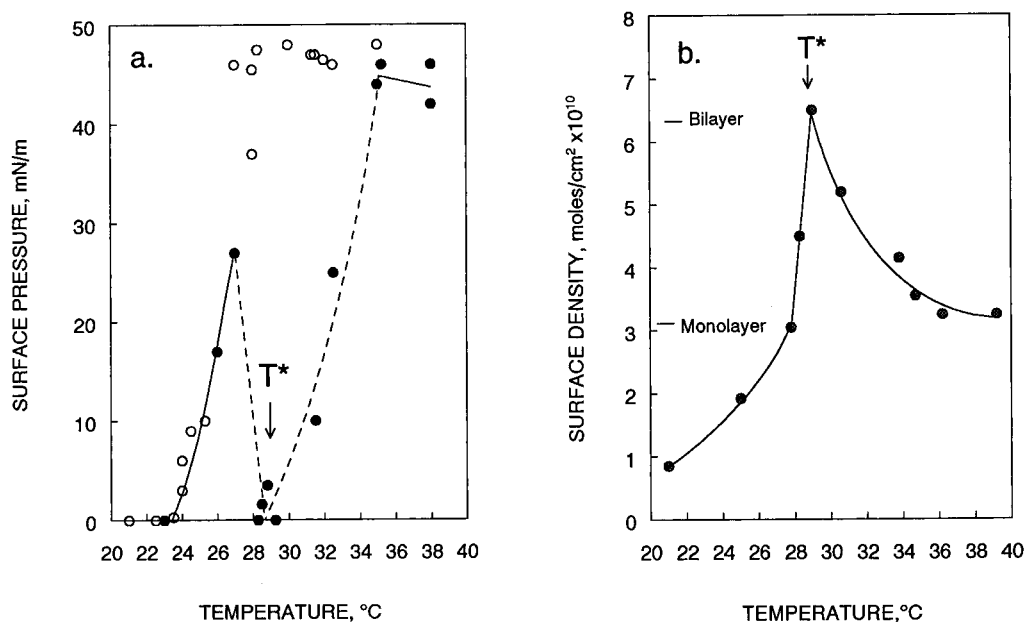 a.
SURFACE PRESSURE, mN/m
50
40
30
20
10
0
T*
20 22 24 26 28 30 32 34 36 38 40
TEMPERATURE, °C
b.
SURFACE DENSITY, moles/cm² x10¹⁰
8
7
6
5
4
3
2
1
0
T*
Bilayer
Monolayer
20 22 24 26 28 30 32 34 36 38 40
TEMPERATURE,°C